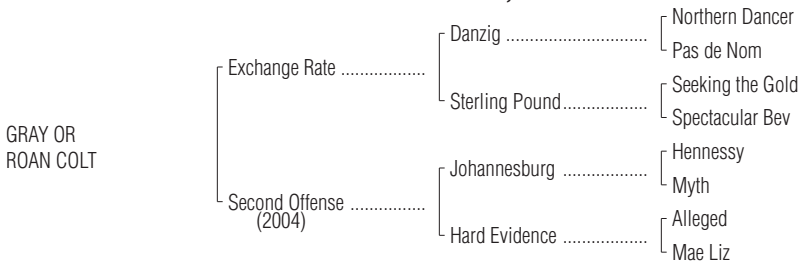 Northern Dancer
Danzig ..............................
Pas de Nom
Exchange Rate ..................
Seeking the Gold
Sterling Pound..................
Spectacular Bev
GRAY OR
ROAN COLT
Hennessy
Johannesburg ..................
Myth
Second Offense ................
(2004)
Alleged
Hard Evidence ..................
Mae Liz